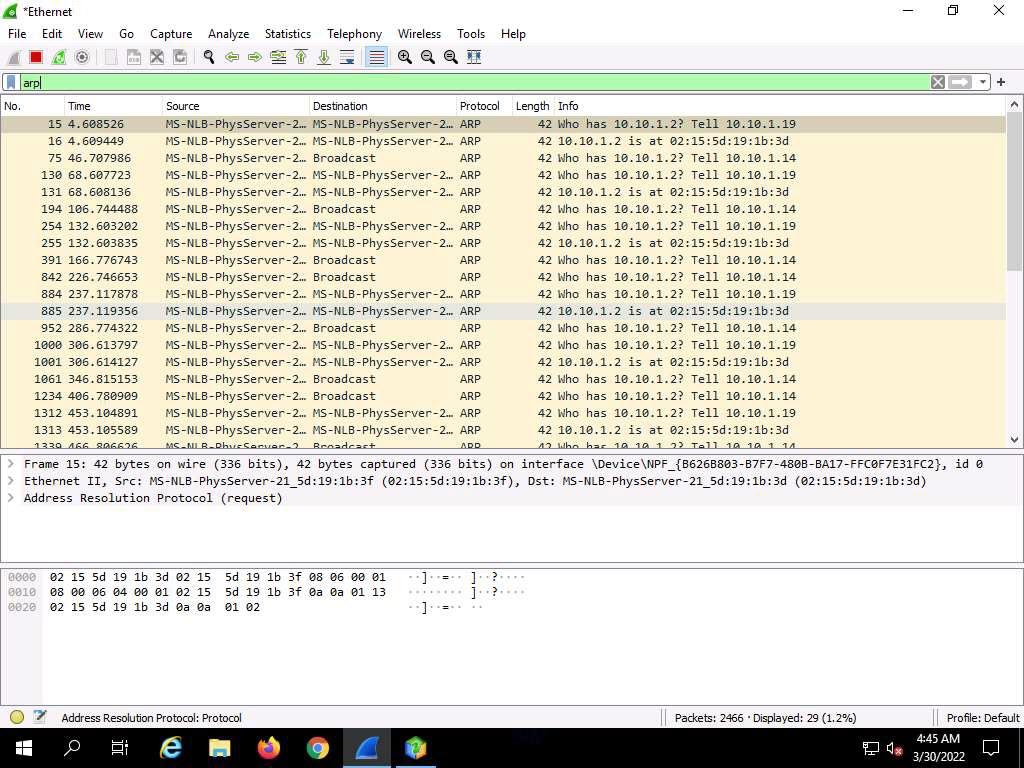 *Ethernet
File Edit View Go Capture Analyze Statistics Telephony Wireless Tools Help
arp
No. Time Source Destination Protocol Length Info
15 4.608526 MS-NLB-PhysServer-2… MS-NLB-PhysServer-2… ARP 42 Who has 10.10.1.2? Tell 10.10.1.19
16 4.609449 MS-NLB-PhysServer-2… MS-NLB-PhysServer-2… ARP 42 10.10.1.2 is at 02:15:5d:19:1b:3d
75 46.707986 MS-NLB-PhysServer-2… Broadcast ARP 42 Who has 10.10.1.2? Tell 10.10.1.14
130 68.607723 MS-NLB-PhysServer-2… MS-NLB-PhysServer-2… ARP 42 Who has 10.10.1.2? Tell 10.10.1.19
131 68.608136 MS-NLB-PhysServer-2… MS-NLB-PhysServer-2… ARP 42 10.10.1.2 is at 02:15:5d:19:1b:3d
194 106.744488 MS-NLB-PhysServer-2… Broadcast ARP 42 Who has 10.10.1.2? Tell 10.10.1.14
254 132.603202 MS-NLB-PhysServer-2… MS-NLB-PhysServer-2… ARP 42 Who has 10.10.1.2? Tell 10.10.1.19
255 132.603835 MS-NLB-PhysServer-2… MS-NLB-PhysServer-2… ARP 42 10.10.1.2 is at 02:15:5d:19:1b:3d
391 166.776743 MS-NLB-PhysServer-2… Broadcast ARP 42 Who has 10.10.1.2? Tell 10.10.1.14
842 226.746653 MS-NLB-PhysServer-2… Broadcast ARP 42 Who has 10.10.1.2? Tell 10.10.1.14
884 237.117878 MS-NLB-PhysServer-2… MS-NLB-PhysServer-2… ARP 42 Who has 10.10.1.2? Tell 10.10.1.19
885 237.119356 MS-NLB-PhysServer-2… MS-NLB-PhysServer-2… ARP 42 10.10.1.2 is at 02:15:5d:19:1b:3d
952 286.774322 MS-NLB-PhysServer-2… Broadcast ARP 42 Who has 10.10.1.2? Tell 10.10.1.14
1000 306.613797 MS-NLB-PhysServer-2… MS-NLB-PhysServer-2… ARP 42 Who has 10.10.1.2? Tell 10.10.1.19
1001 306.614127 MS-NLB-PhysServer-2… MS-NLB-PhysServer-2… ARP 42 10.10.1.2 is at 02:15:5d:19:1b:3d
1061 346.815153 MS-NLB-PhysServer-2… Broadcast ARP 42 Who has 10.10.1.2? Tell 10.10.1.14
1234 406.780909 MS-NLB-PhysServer-2… Broadcast ARP 42 Who has 10.10.1.2? Tell 10.10.1.14
1312 453.104891 MS-NLB-PhysServer-2… MS-NLB-PhysServer-2… ARP 42 Who has 10.10.1.2? Tell 10.10.1.19
1313 453.105589 MS-NLB-PhysServer-2… MS-NLB-PhysServer-2… ARP 42 10.10.1.2 is at 02:15:5d:19:1b:3d
1339 466.806626 MS-NLB-PhysServer-2… Broadcast ARP 42 Who has 10.10.1.2? Tell 10.10.1.14
Frame 15: 42 bytes on wire (336 bits), 42 bytes captured (336 bits) on interface \Device\NPF_{B626B803-B7F7-480B-BA17-FFC0F7E31FC2}, id 0
Ethernet II, Src: MS-NLB-PhysServer-21_5d:19:1b:3f (02:15:5d:19:1b:3f), Dst: MS-NLB-PhysServer-21_5d:19:1b:3d (02:15:5d:19:1b:3d)
Address Resolution Protocol (request)
0000 02 15 5d 19 1b 3d 02 15 5d 19 1b 3f 08 06 00 01 ··]··=·· ]··?····
0010 08 00 06 04 00 01 02 15 5d 19 1b 3f 0a 0a 01 13 ········ ]··?····
0020 02 15 5d 19 1b 3d 0a 0a 01 02 ··]··=·· ··
Address Resolution Protocol: Protocol Packets: 2466 · Displayed: 29 (1.2%) Profile: Default
4:45 AM
3/30/2022